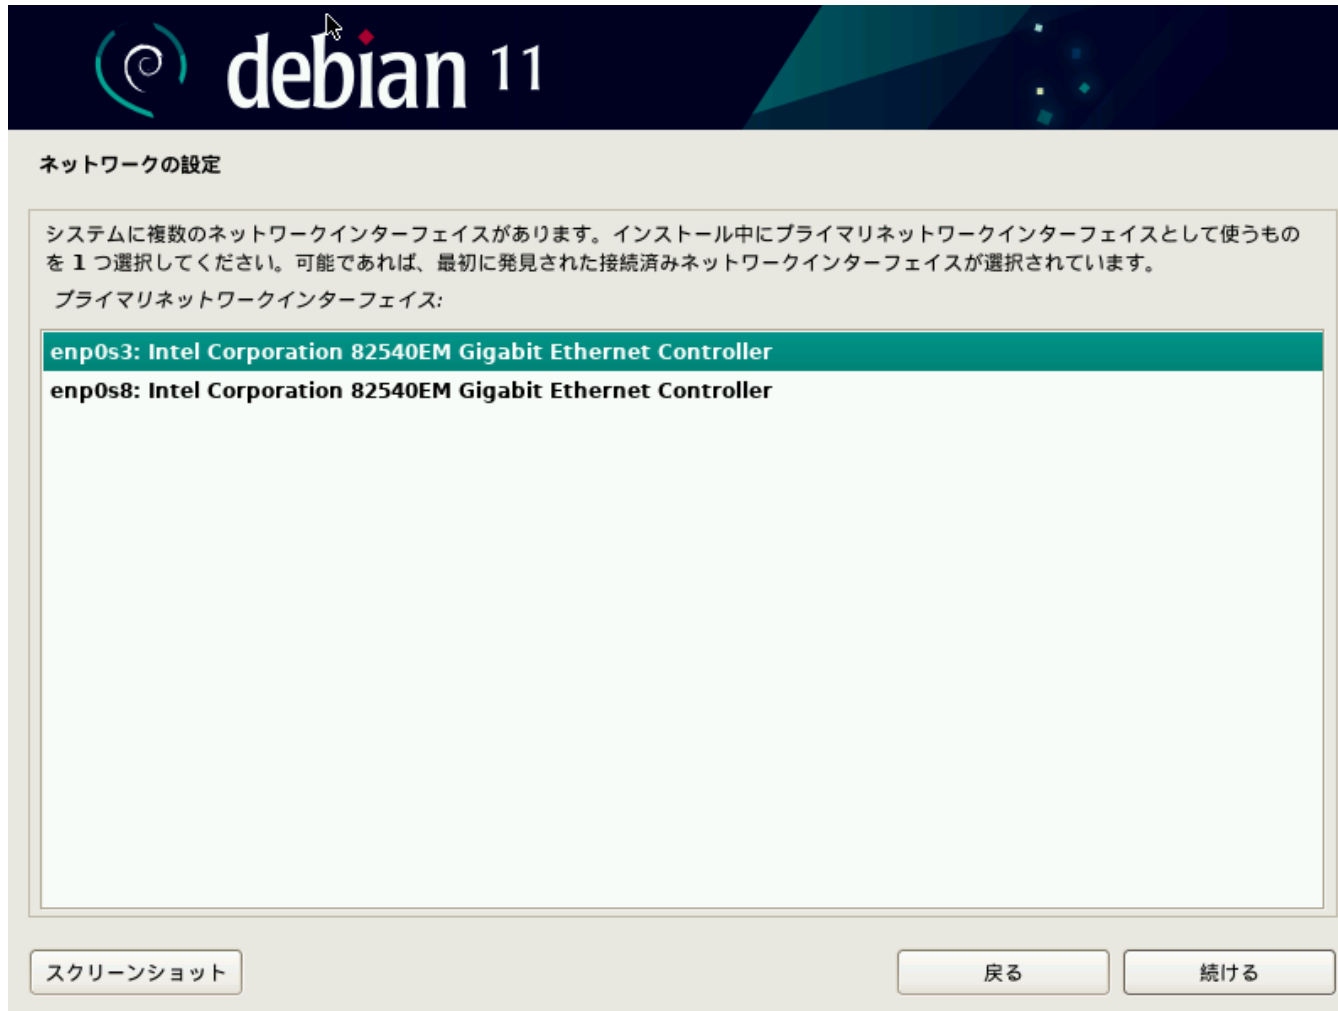 debian 11
ネットワークの設定
システムに複数のネットワークインターフェイスがあります。インストール中にプライマリネットワークインターフェイスとして使うもの
を 1 つ選択してください。可能であれば、最初に発見された接続済みネットワークインターフェイスが選択されています。
プライマリネットワークインターフェイス:
enp0s3: Intel Corporation 82540EM Gigabit Ethernet Controller
enp0s8: Intel Corporation 82540EM Gigabit Ethernet Controller
スクリーンショット 戻る 続ける